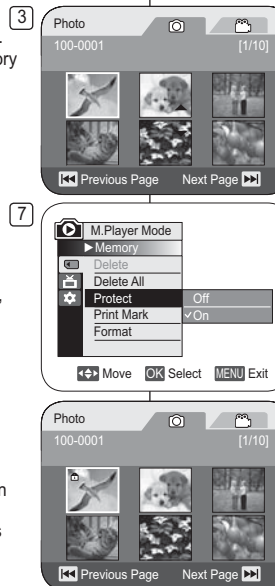 3
Photo
100-0001 [1/10]
ory
Previous Page Next Page
7
M.Player Mode
Memory
Delete
Delete All
Protect Off
Print Mark On
Format
Move OK Select MENU Exit
Photo
100-0001 [1/10]
Previous Page Next Page